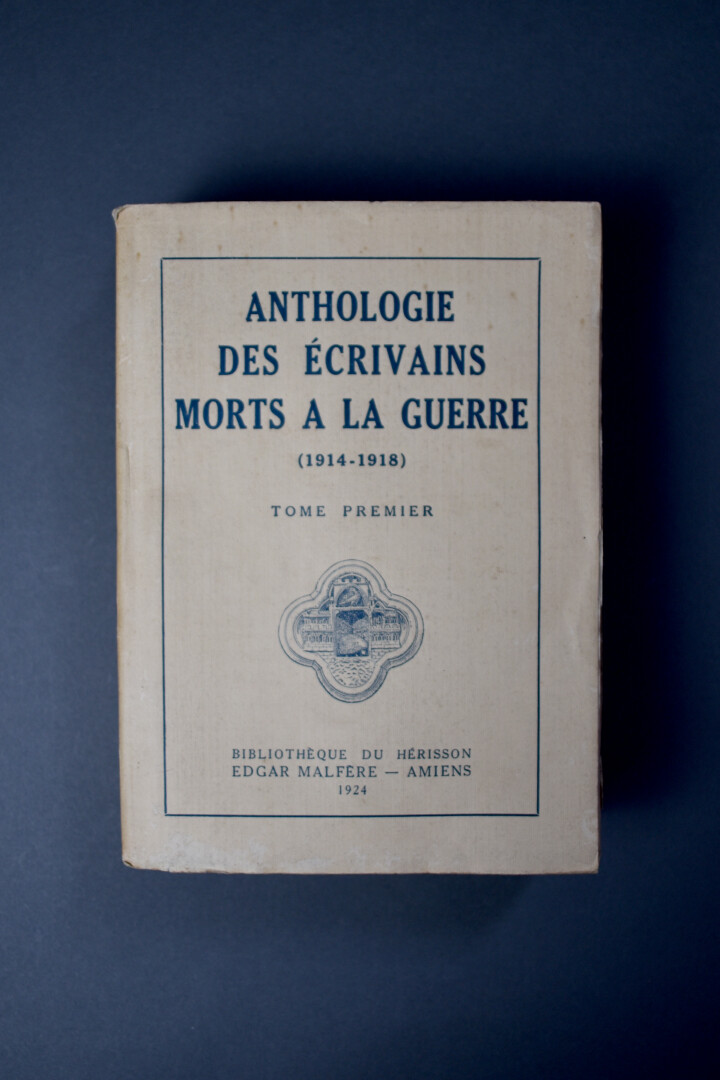 ANTHOLOGIE
DES ÉCRIVAINS
MORTS A LA GUERRE
(1914-1918)
TOME PREMIER
BIBLIOTHÈQUE DU HÉRISSON
EDGAR MALFÈRE — AMIENS
1924